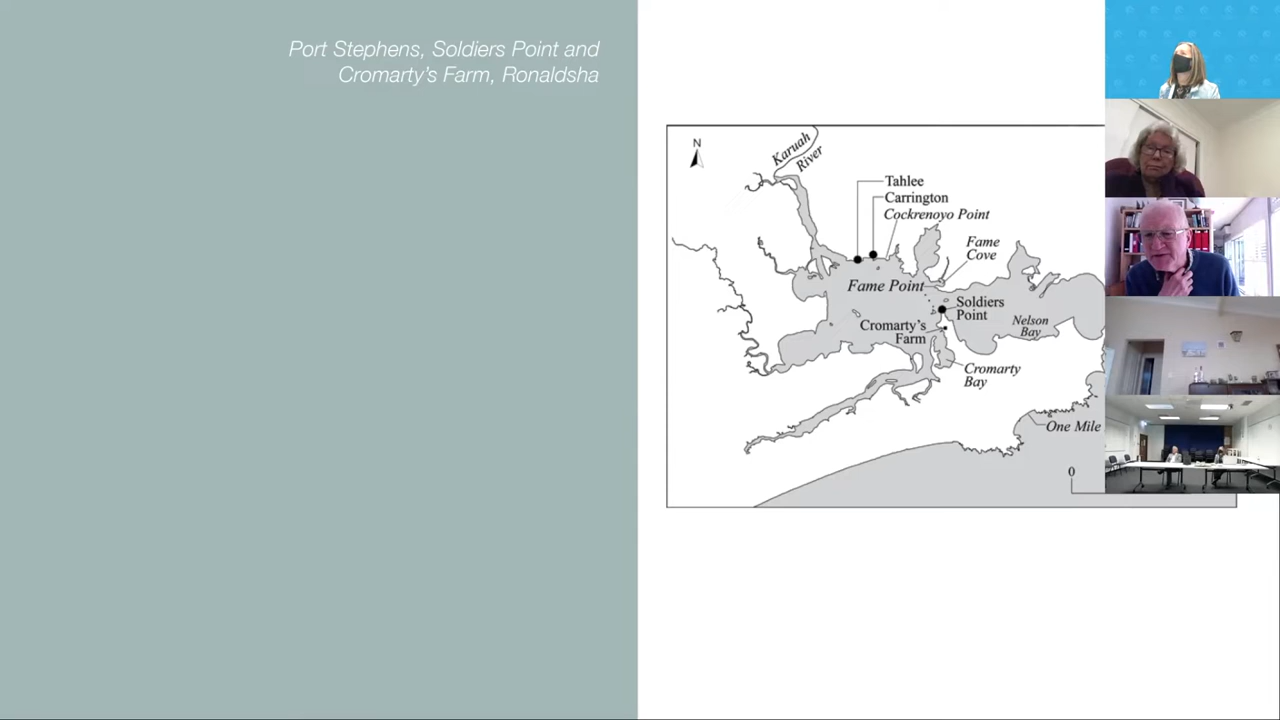 Port Stephens, Soldiers Point and
Cromarty's Farm, Ronaldsha
N
Karuah
River
Tahlee
Carrington
Cockrenoyo Point
Fame
Cove
Fame Point
Soldiers
Point
Cromarty's
Farm
Nelson
Bay
Cromarty
Bay
One Mile
0